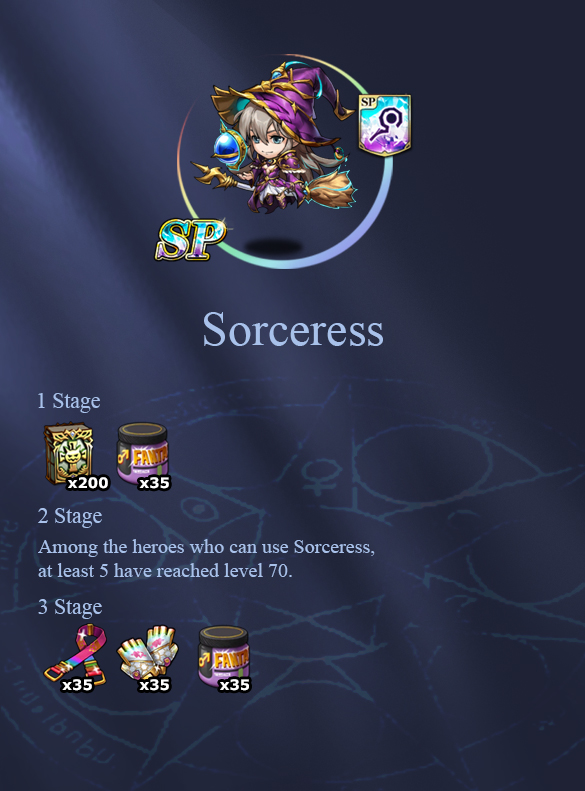 SP
SP
Sorceress
1 Stage
x200
x35
2 Stage
Among the heroes who can use Sorceress,
at least 5 have reached level 70.
3 Stage
x35
x35
x35